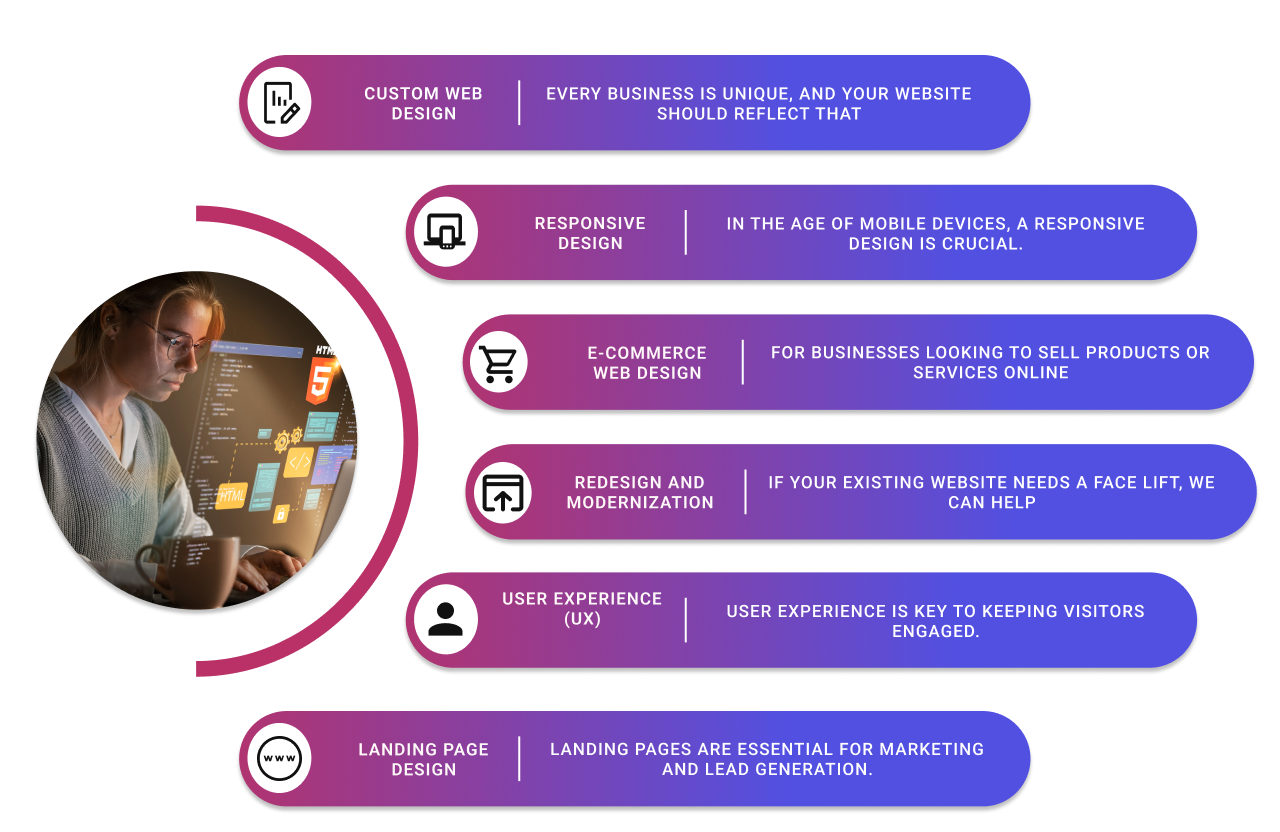 CUSTOM WEB
DESIGN
EVERY BUSINESS IS UNIQUE, AND YOUR WEBSITE
SHOULD REFLECT THAT
RESPONSIVE
DESIGN
IN THE AGE OF MOBILE DEVICES, A RESPONSIVE
DESIGN IS CRUCIAL.
HTML
5
</>
HTML
E-COMMERCE
WEB DESIGN
FOR BUSINESSES LOOKING TO SELL PRODUCTS OR
SERVICES ONLINE
REDESIGN AND
MODERNIZATION
IF YOUR EXISTING WEBSITE NEEDS A FACE LIFT, WE
CAN HELP
USER EXPERIENCE
(UX)
USER EXPERIENCE IS KEY TO KEEPING VISITORS
ENGAGED.
WWW
LANDING PAGE
DESIGN
LANDING PAGES ARE ESSENTIAL FOR MARKETING
AND LEAD GENERATION.